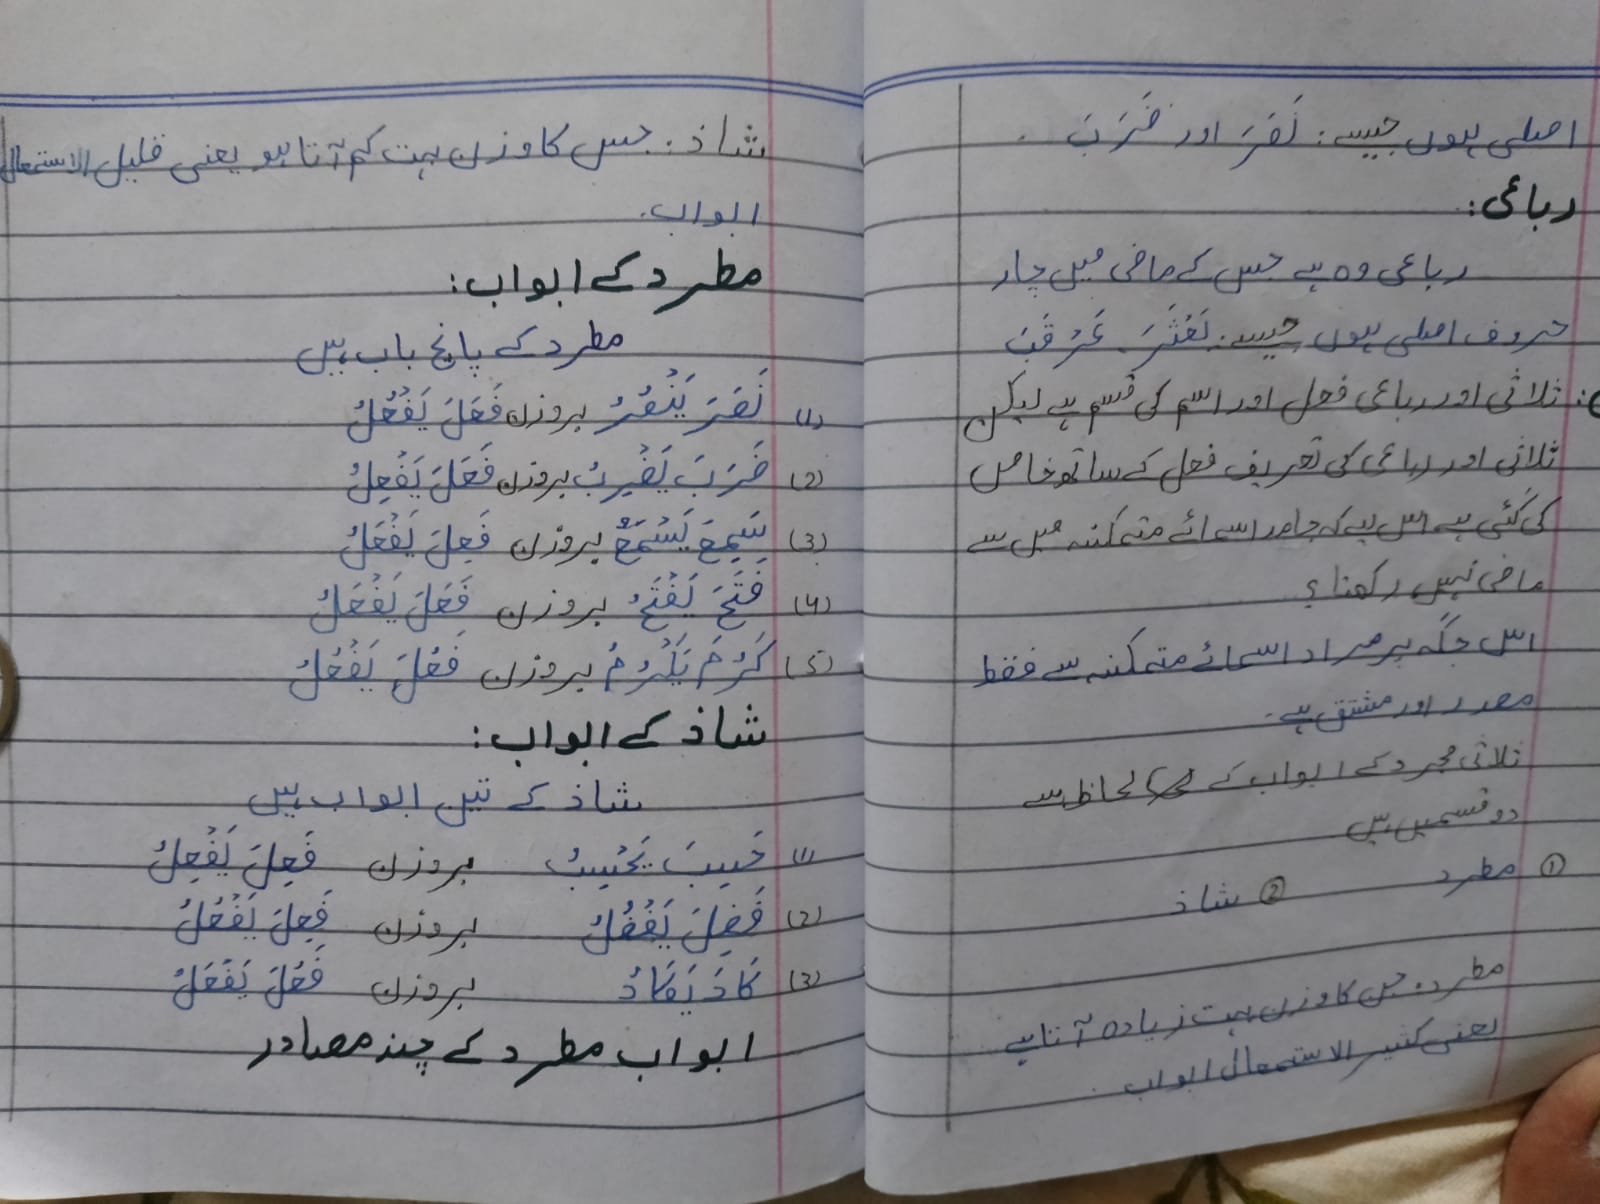 اصلی ہوں جیسے: نَصَرَ اور ضَرَبَ .
رباعی:
رباعی وہ ہے جس کے ماضی میں چار
حروف اصلی ہوں جیسے: بَعْثَرَ.
ثلاثی اور رباعی فعل اور اسم کی قسم ہے لیکن
ثلاثی اور رباعی کی تعریف فعل کے ساتھ خاص
کی گئی ہے اس لیے کہ جامد اسمائے متمکنہ میں سے
ماضی نہیں رکھنا؟
اس جگہ پر مراد اسمائے متمکنہ سے فقط
مصدر اور مشتق ہے.
ثلاثی مجرد کے ابواب کے لحاظ سے
دو قسمیں ہیں
① مطرد ② شاذ
مطرد: جس کا وزن بہت زیادہ آتا ہے
یعنی کثیر الاستعمال ابواب.
شاذ: جس کا وزن بہت کم آتا ہو یعنی قلیل الاستعمال
ابواب.
مطرد کے ابواب:
مطرد کے پانچ باب ہیں
(1) نَصَرَ يَنْصُرُ بروزن فَعَلَ يَفْعُلُ
(2) ضَرَبَ يَضْرِبُ بروزن فَعَلَ يَفْعِلُ
(3) سَمِعَ يَسْمَعُ بروزن فَعِلَ يَفْعَلُ
(4) فَتَحَ يَفْتَحُ بروزن فَعَلَ يَفْعَلُ
(5) كَرُمَ يَكْرُمُ بروزن فَعُلَ يَفْعُلُ
شاذ کے ابواب:
شاذ کے تین ابواب ہیں
(1) حَسِبَ يَحْسِبُ بروزن فَعِلَ يَفْعِلُ
(2) فَضِلَ يَفْضُلُ بروزن فَعِلَ يَفْعُلُ
(3) كَادَ يَكَادُ بروزن فَعُلَ يَفْعَلُ
ابواب مطرد کے چند مصادر